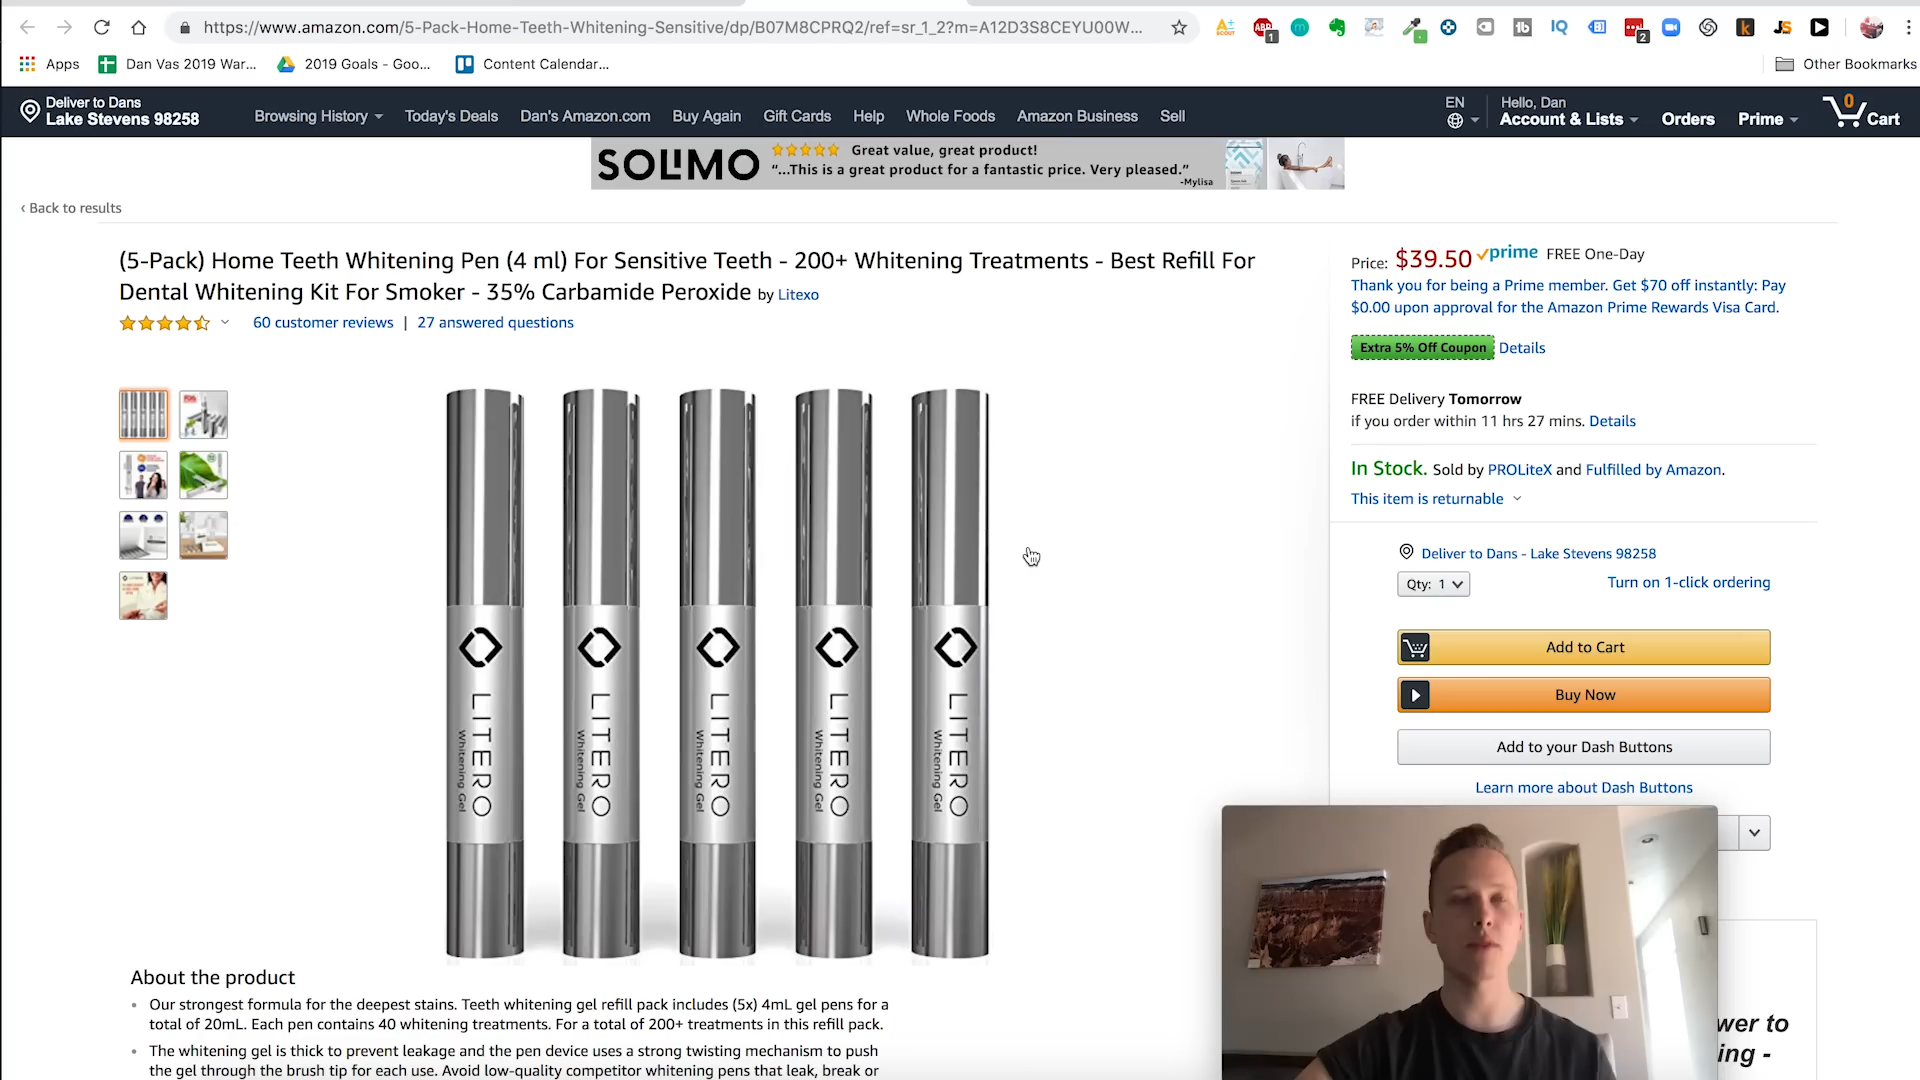 https://www.amazon.com/5-Pack-Home-Teeth-Whitening-Sensitive/dp/B07M8CPRQ2/ref=sr_1_2?m=A12D3S8CEYU00W...
Apps
Dan Vas 2019 War...
2019 Goals - Goo...
Content Calendar...
Other Bookmarks
Deliver to Dans
Lake Stevens 98258
Browsing History
Today's Deals
Dan's Amazon.com
Buy Again
Gift Cards
Help
Whole Foods
Amazon Business
Sell
EN
Hello, Dan
Account & Lists
Orders
Prime
0
Cart
SOLIMO
Great value, great product!
“...This is a great product for a fantastic price. Very pleased.”
-Mylisa
‹ Back to results
(5-Pack) Home Teeth Whitening Pen (4 ml) For Sensitive Teeth - 200+ Whitening Treatments - Best Refill For
Dental Whitening Kit For Smoker - 35% Carbamide Peroxide by Litexo
60 customer reviews | 27 answered questions
Price: $39.50 prime FREE One-Day
Thank you for being a Prime member. Get $70 off instantly: Pay
$0.00 upon approval for the Amazon Prime Rewards Visa Card.
Extra 5% Off Coupon Details
FREE Delivery Tomorrow
if you order within 11 hrs 27 mins. Details
In Stock. Sold by PROLiteX and Fulfilled by Amazon.
This item is returnable
Deliver to Dans - Lake Stevens 98258
Qty: 1
Turn on 1-click ordering
Add to Cart
Buy Now
Add to your Dash Buttons
Learn more about Dash Buttons
LITERO
Whitening Gel
LITERO
Whitening Gel
LITERO
Whitening Gel
LITERO
Whitening Gel
LITERO
Whitening Gel
About the product
Our strongest formula for the deepest stains. Teeth whitening gel refill pack includes (5x) 4mL gel pens for a
total of 20mL. Each pen contains 40 whitening treatments. For a total of 200+ treatments in this refill pack.
The whitening gel is thick to prevent leakage and the pen device uses a strong twisting mechanism to push
the gel through the brush tip for each use. Avoid low-quality competitor whitening pens that leak, break or
wer to
ing -